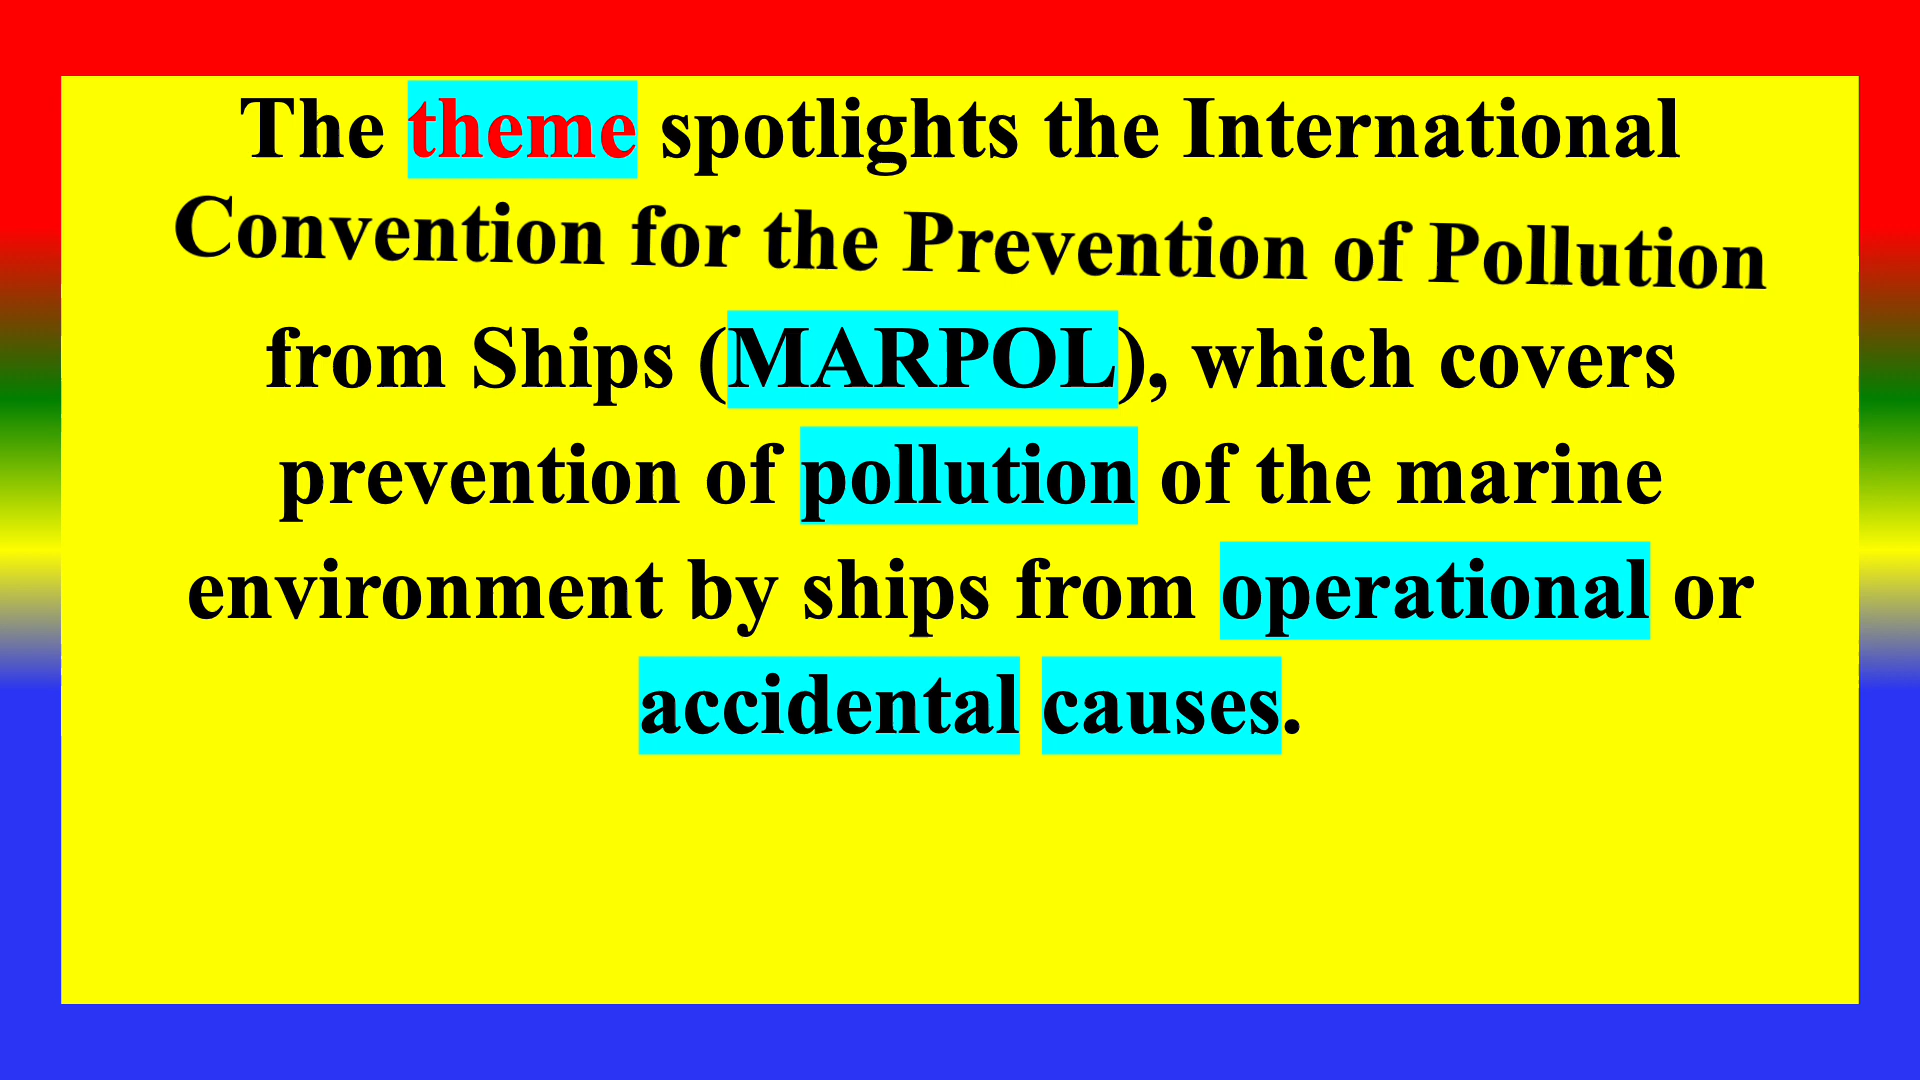 The theme spotlights the International
Convention for the Prevention of Pollution
from Ships (MARPOL), which covers
prevention of pollution of the marine
environment by ships from operational or
accidental causes.